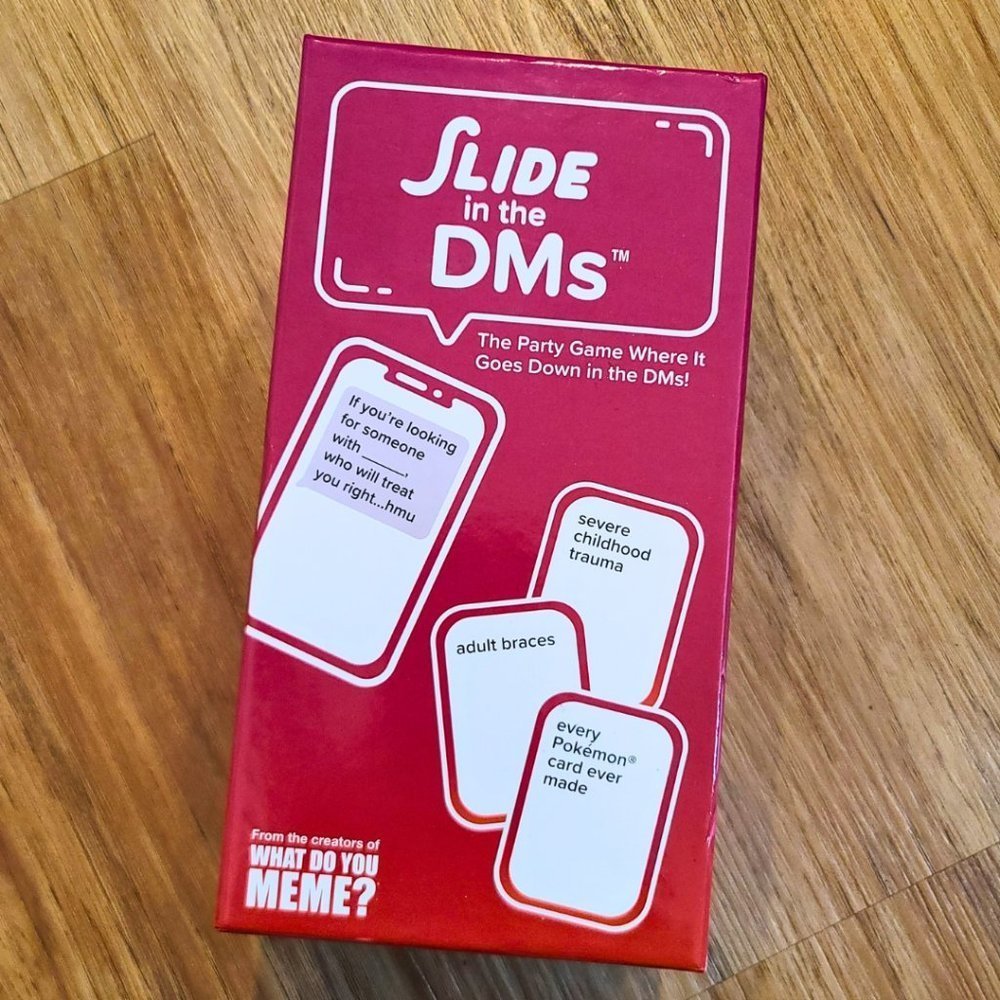 SLIDE
in the
DMs™
The Party Game Where It
Goes Down in the DMs!
If you're looking
for someone
with ______,
who will treat
you right...hmu
severe
childhood
trauma
adult braces
every
Pokémon®
card ever
made
From the creators of
WHAT DO YOU
MEME?